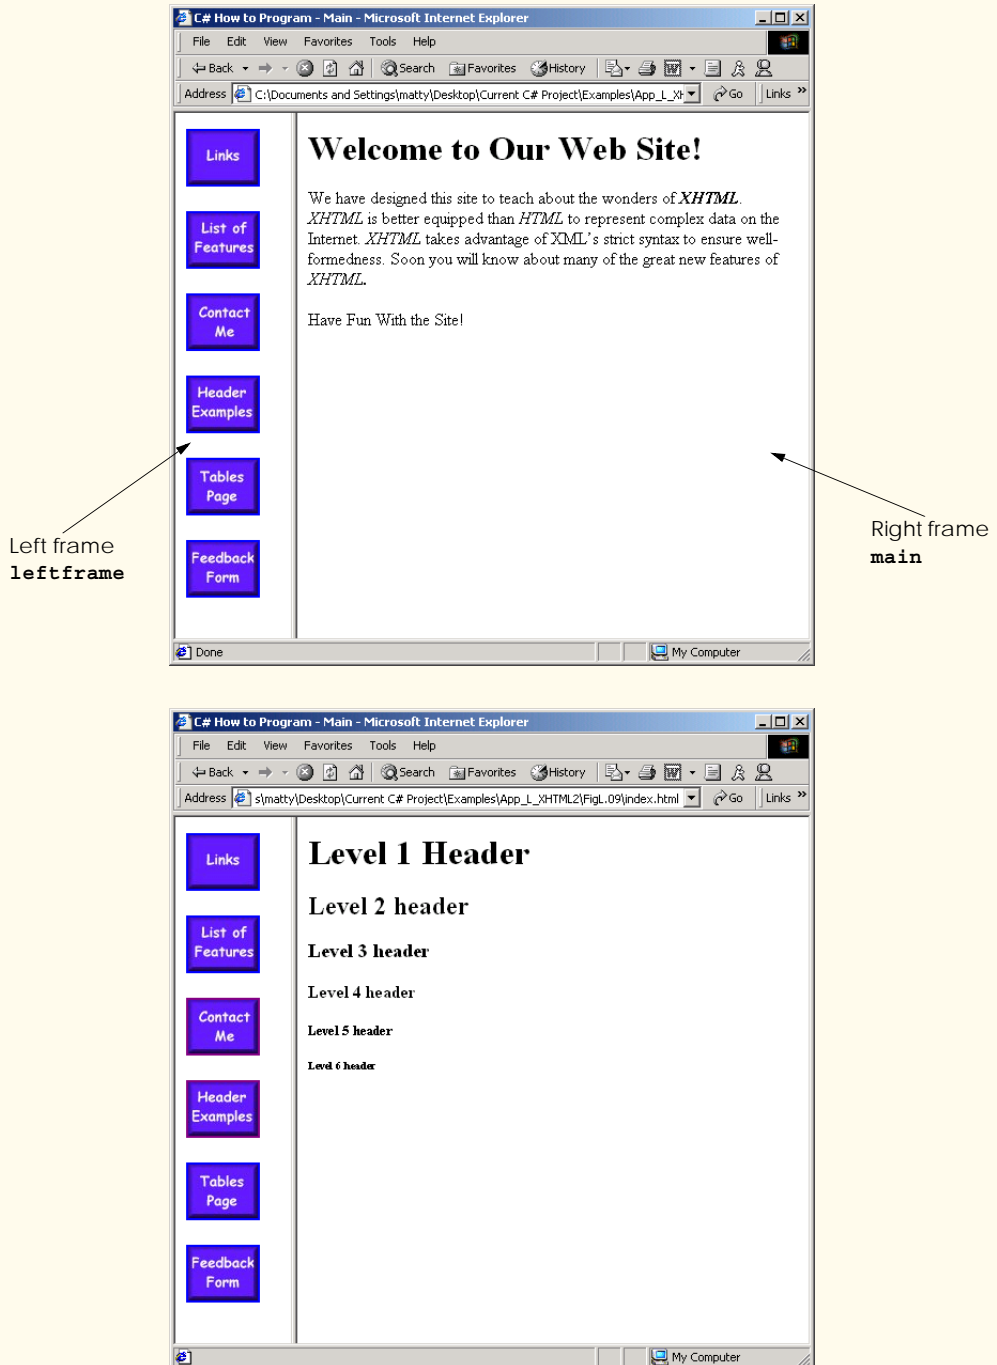 C# How to Program - Main - Microsoft Internet Explorer
File Edit View Favorites Tools Help
Back Search Favorites History
Address C:\Documents and Settings\matty\Desktop\Current C# Project\Examples\App_L_XH Go Links »
Links
List of
Features
Contact
Me
Header
Examples
Tables
Page
Feedback
Form
Welcome to Our Web Site!
We have designed this site to teach about the wonders of XHTML.
XHTML is better equipped than HTML to represent complex data on the
Internet. XHTML takes advantage of XML's strict syntax to ensure well-
formedness. Soon you will know about many of the great new features of
XHTML.
Have Fun With the Site!
Left frame
leftframe
Right frame
main
Done My Computer
C# How to Program - Main - Microsoft Internet Explorer
File Edit View Favorites Tools Help
Back Search Favorites History
Address s\matty\Desktop\Current C# Project\Examples\App_L_XHTML2\FigL.09\index.html Go Links »
Links
List of
Features
Contact
Me
Header
Examples
Tables
Page
Feedback
Form
Level 1 Header
Level 2 header
Level 3 header
Level 4 header
Level 5 header
Level 6 header
My Computer